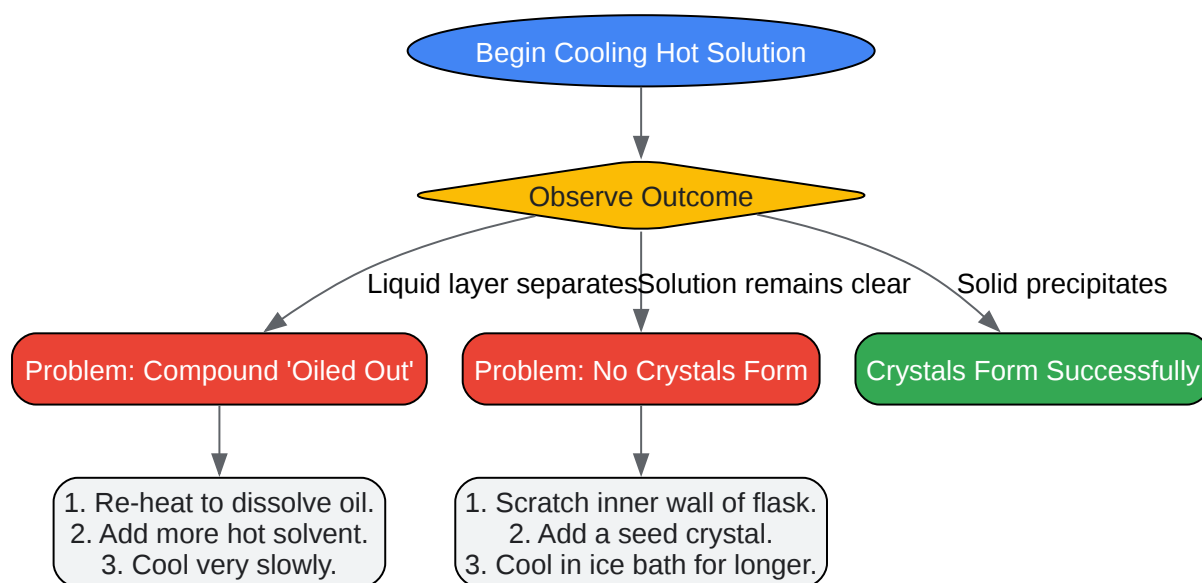 Begin Cooling Hot Solution
Observe Outcome
Liquid layer separates
Solution remains clear
Solid precipitates
Problem: Compound 'Oiled Out'
Problem: No Crystals Form
Crystals Form Successfully
1. Re-heat to dissolve oil.
2. Add more hot solvent.
3. Cool very slowly.
1. Scratch inner wall of flask.
2. Add a seed crystal.
3. Cool in ice bath for longer.